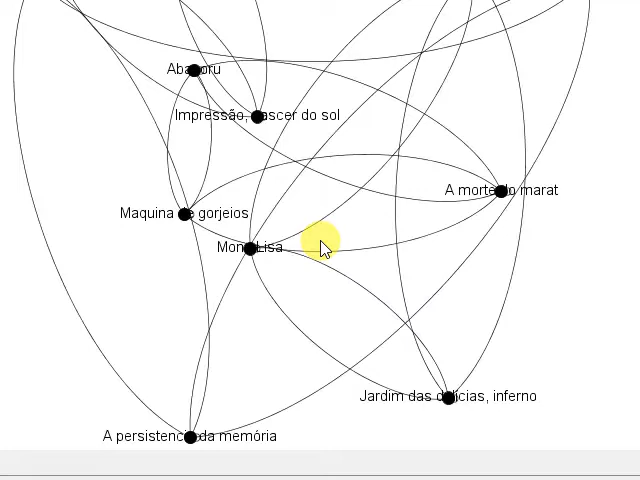 Abaporu
Impressão, nascer do sol
A morte do marat
Maquina de gorjeios
Mona Lisa
Jardim das delícias, inferno
A persistencia da memória